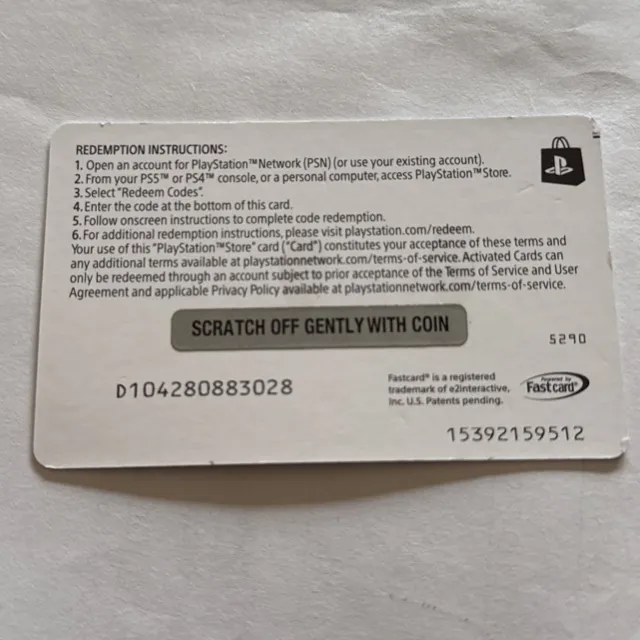 REDEMPTION INSTRUCTIONS:
1. Open an account for PlayStation™Network (PSN) (or use your existing account).
2. From your PS5™ or PS4™ console, or a personal computer, access PlayStation™Store.
3. Select "Redeem Codes".
4. Enter the code at the bottom of this card.
5. Follow onscreen instructions to complete code redemption.
6. For additional redemption instructions, please visit playstation.com/redeem.
Your use of this "PlayStation™Store" card ("Card") constitutes your acceptance of these terms and
any additional terms available at playstationnetwork.com/terms-of-service. Activated Cards can
only be redeemed through an account subject to prior acceptance of the Terms of Service and User
Agreement and applicable Privacy Policy available at playstationnetwork.com/terms-of-service.
SCRATCH OFF GENTLY WITH COIN
5290
D104280883028
Fastcard® is a registered
trademark of e2interactive,
Inc. U.S. Patents pending.
Powered by
Fastcard
15392159512